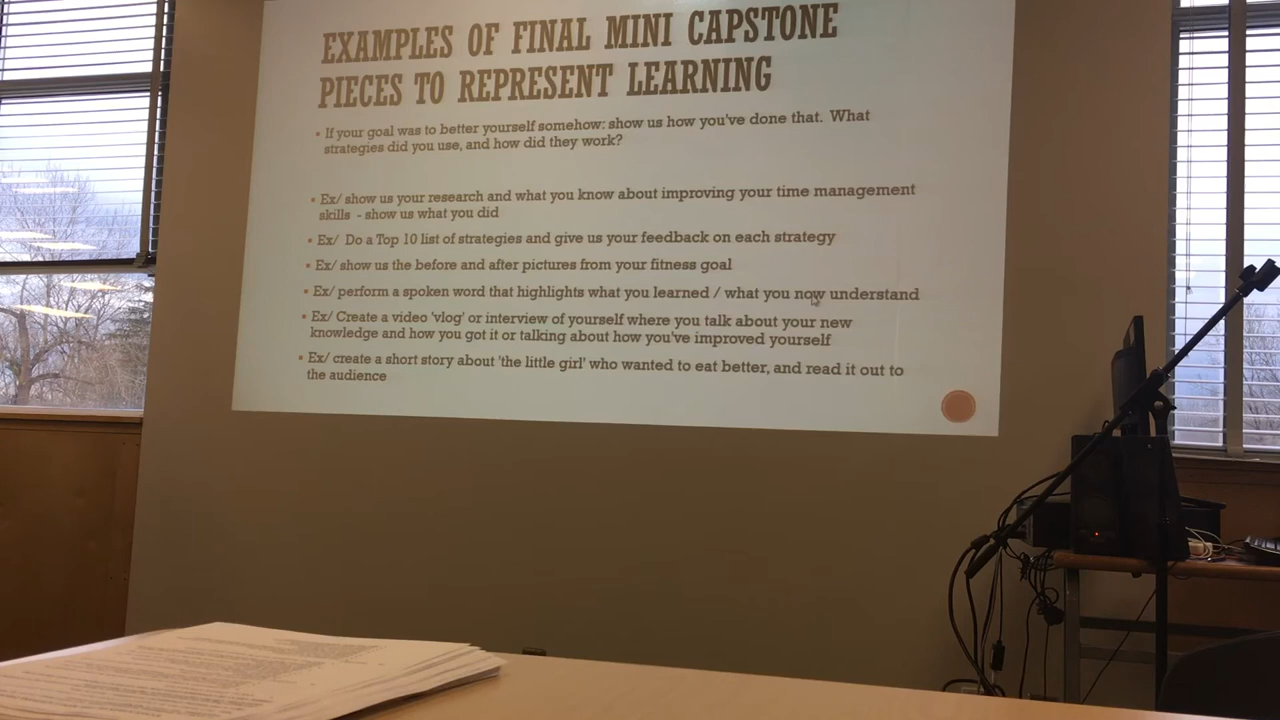 EXAMPLES OF FINAL MINI CAPSTONE
PIECES TO REPRESENT LEARNING
▪ If your goal was to better yourself somehow: show us how you've done that. What
strategies did you use, and how did they work?
▪ Ex/ show us your research and what you know about improving your time management
skills - show us what you did
▪ Ex/ Do a Top 10 list of strategies and give us your feedback on each strategy
▪ Ex/ show us the before and after pictures from your fitness goal
▪ Ex/ perform a spoken word that highlights what you learned / what you now understand
▪ Ex/ Create a video 'vlog' or interview of yourself where you talk about your new
knowledge and how you got it or talking about how you've improved yourself
▪ Ex/ create a short story about 'the little girl' who wanted to eat better, and read it out to
the audience